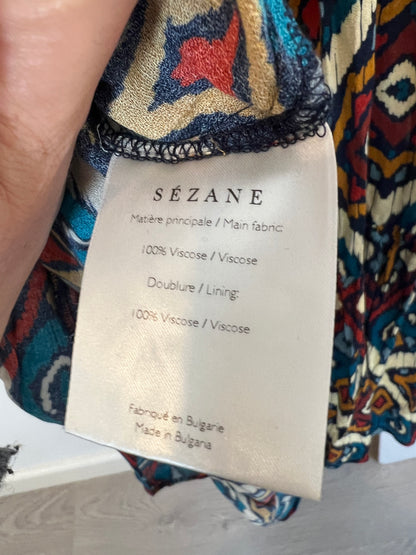 SÉZANE
Matière principale / Main fabric:
100% Viscose / Viscose
Doublure / Lining:
100% Viscose / Viscose
Fabriqué en Bulgarie
Made in Bulgaria